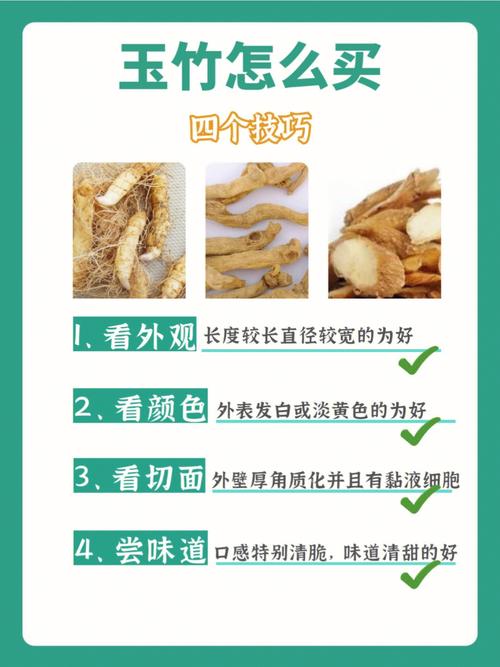 玉竹怎么买
四个技巧
1、看外观 长度较长直径较宽的为好
2、看颜色 外表发白或淡黄色的为好
3、看切面 外壁厚角质化并且有黏液细胞
4、尝味道 口感特别清脆，味道清甜的好